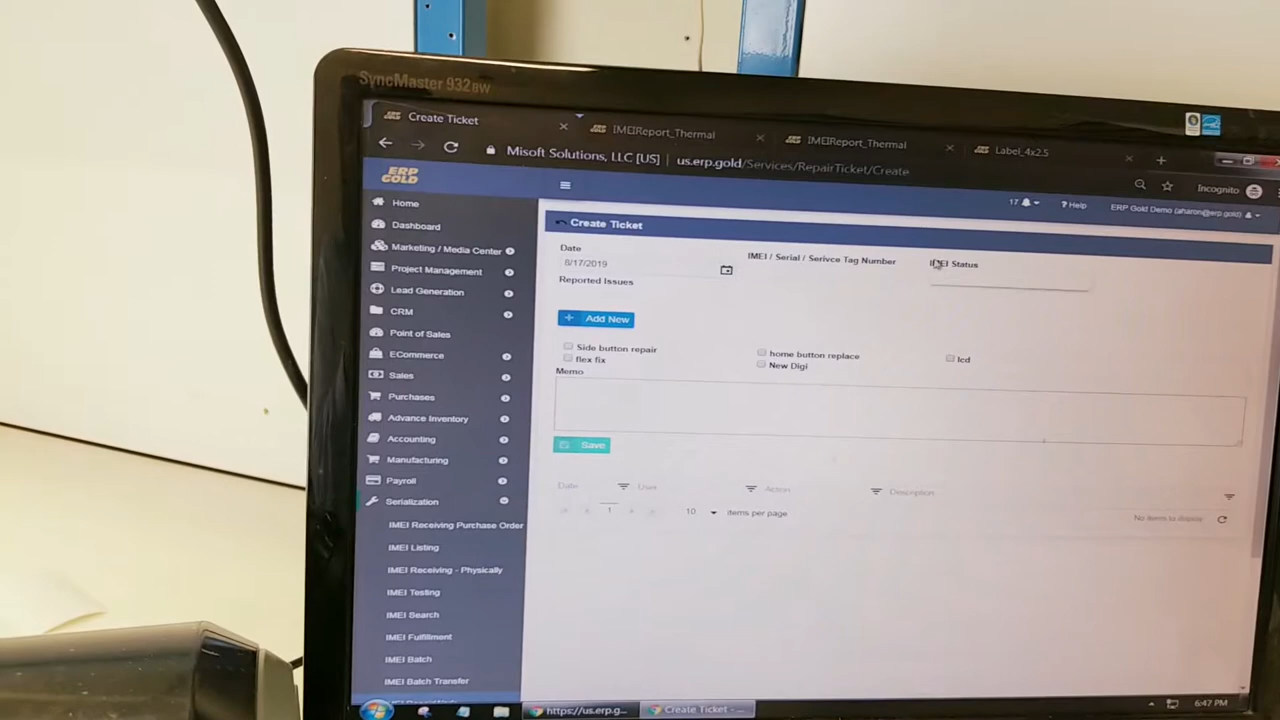 SyncMaster 932BW
Create Ticket
IMEIReport_Thermal
IMEIReport_Thermal
Label_4x2.5
Misoft Solutions, LLC [US] | us.erp.gold/Services/RepairTicket/Create
Incognito
ERP GOLD
17
? Help
ERP Gold Demo (aharon@erp.gold)
Home
Dashboard
Marketing / Media Center
Project Management
Lead Generation
CRM
Point of Sales
ECommerce
Sales
Purchases
Advance Inventory
Accounting
Manufacturing
Payroll
Serialization
IMEI Receiving Purchase Order
IMEI Listing
IMEI Receiving - Physically
IMEI Testing
IMEI Search
IMEI Fulfillment
IMEI Batch
IMEI Batch Transfer
Create Ticket
Date
IMEI / Serial / Serivce Tag Number
IMEI Status
8/17/2019
Reported Issues
+ Add New
Side button repair
home button replace
lcd
flex fix
New Digi
Memo
Save
Date
User
Action
Description
1
10
items per page
No items to display
https://us.erp.g...
Create Ticket - ...
6:47 PM